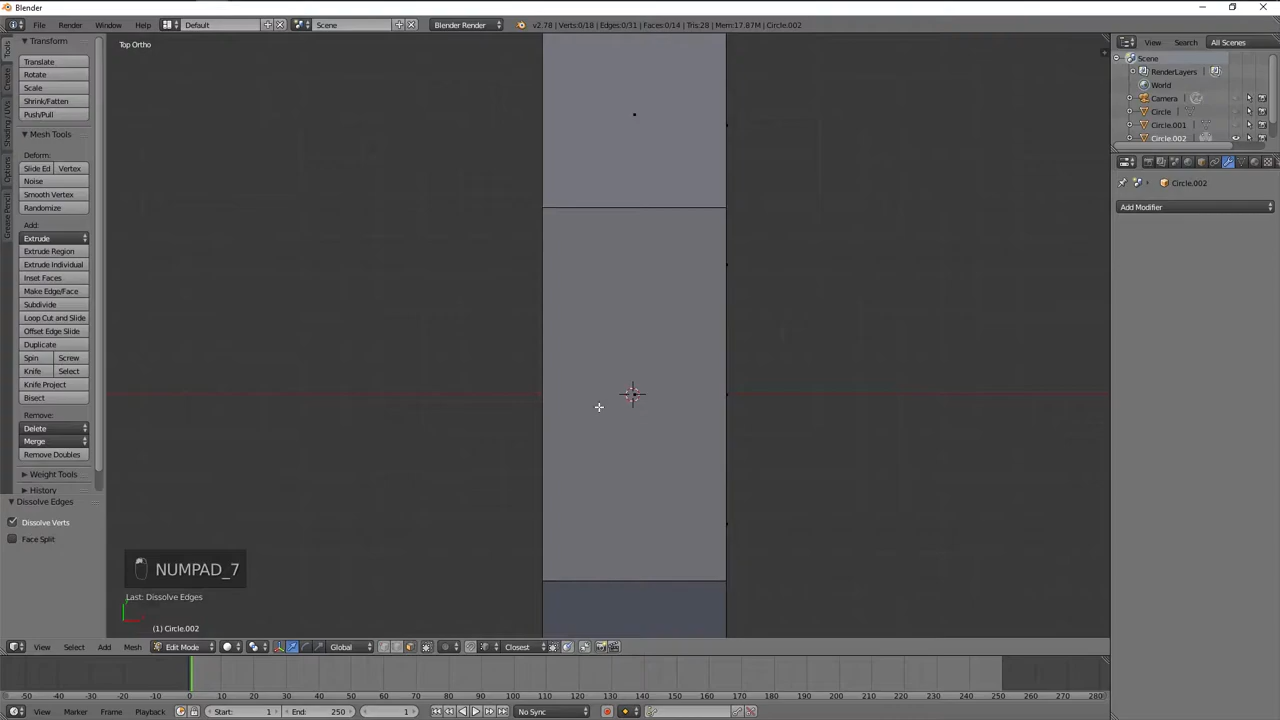 Blender
File Render Window Help Default Scene Blender Render v2.78 | Verts:0/18 | Edges:0/31 | Faces:0/14 | Tris:28 | Mem:17.87M | Circle.002
View Search All Scenes
Tools
Create
Shading / UVs
Options
Grease Pencil
Transform
Translate
Rotate
Scale
Shrink/Fatten
Push/Pull
Mesh Tools
Deform:
Slide Ed Vertex
Noise
Smooth Vertex
Randomize
Add:
Extrude
Extrude Region
Extrude Individual
Inset Faces
Make Edge/Face
Subdivide
Loop Cut and Slide
Offset Edge Slide
Duplicate
Spin Screw
Knife Select
Knife Project
Bisect
Remove:
Delete
Merge
Remove Doubles
Weight Tools
History
Dissolve Edges
Dissolve Verts
Face Split
Top Ortho
NUMPAD_7
Last: Dissolve Edges
(1) Circle.002
Scene
RenderLayers
World
Camera
Circle
Circle.001
Circle.002
Circle.002
Add Modifier
View Select Add Mesh Edit Mode Global Closest
-50 -40 -30 -20 -10 0 10 20 30 40 50 60 70 80 90 100 110 120 130 140 150 160 170 180 190 200 210 220 230 240 250 260 270 280
View Marker Frame Playback Start: 1 End: 250 1 No Sync